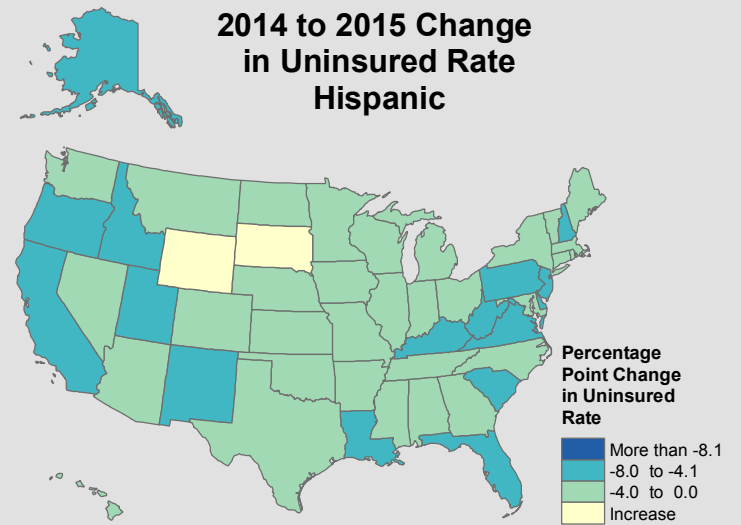 2014 to 2015 Change
in Uninsured Rate
Hispanic
Percentage
Point Change
in Uninsured
Rate
More than -8.1
-8.0 to -4.1
-4.0 to 0.0
Increase